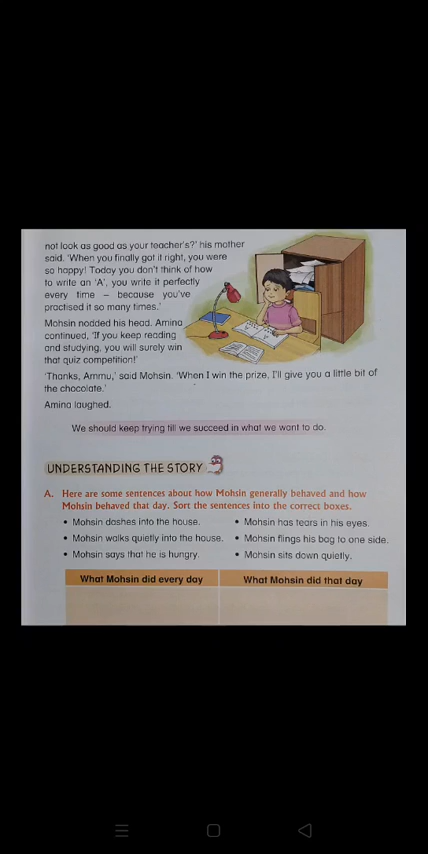 not look as good as your teacher's?' his mother
said. 'When you finally got it right, you were
so happy! Today you don't think of how
to write an 'A', you write it perfectly
every time – because you've
practised it so many times.'
Mohsin nodded his head. Amina
continued, 'If you keep reading
and studying, you will surely win
that quiz competition!'
'Thanks, Ammu,' said Mohsin. 'When I win the prize, I'll give you a little bit of
the chocolate.'
Amina laughed.
We should keep trying till we succeed in what we want to do.
UNDERSTANDING THE STORY
A. Here are some sentences about how Mohsin generally behaved and how
Mohsin behaved that day. Sort the sentences into the correct boxes.
• Mohsin dashes into the house.
• Mohsin walks quietly into the house.
• Mohsin says that he is hungry.
• Mohsin has tears in his eyes.
• Mohsin flings his bag to one side.
• Mohsin sits down quietly.
What Mohsin did every day
What Mohsin did that day